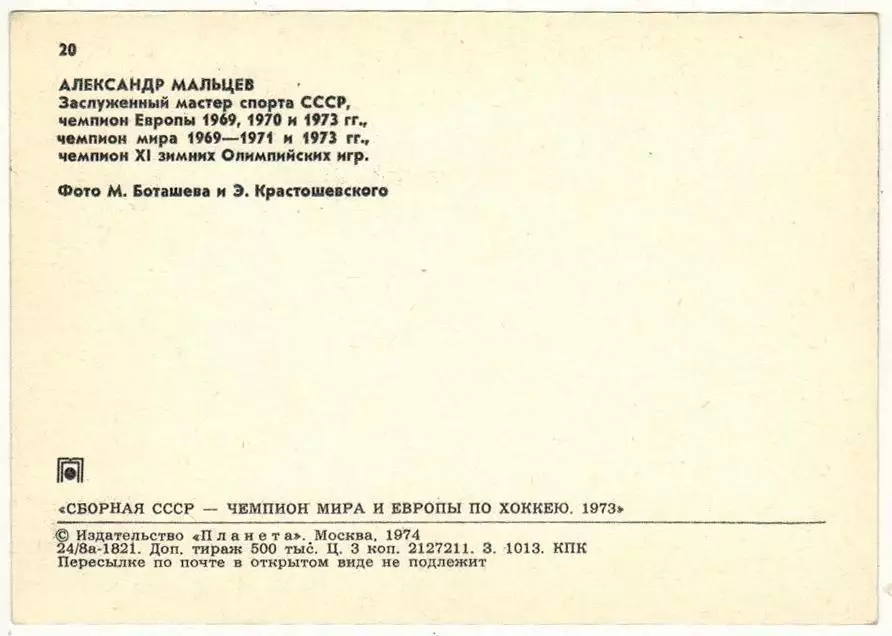 20
АЛЕКСАНДР МАЛЬЦЕВ
Заслуженный мастер спорта СССР,
чемпион Европы 1969, 1970 и 1973 гг.,
чемпион мира 1969—1971 и 1973 гг.,
чемпион XI зимних Олимпийских игр.
Фото М. Боташева и Э. Крастошевского
«СБОРНАЯ СССР — ЧЕМПИОН МИРА И ЕВРОПЫ ПО ХОККЕЮ. 1973»
© Издательство «Планета». Москва, 1974
24/8а-1821. Доп. тираж 500 тыс. Ц. 3 коп. 2127211. З. 1013. КПК
Пересылке по почте в открытом виде не подлежит